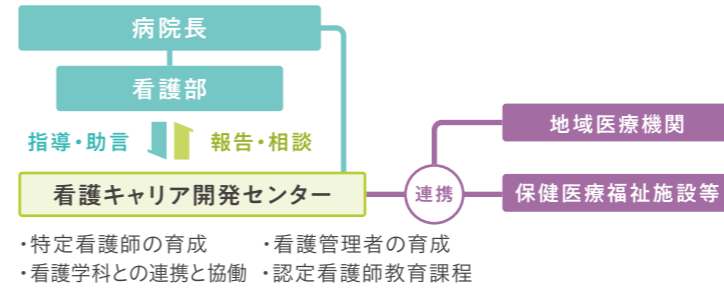 病院長
看護部
指導・助言 報告・相談
看護キャリア開発センター
連携
地域医療機関
保健医療福祉施設等
・特定看護師の育成 ・看護管理者の育成
・看護学科との連携と協働 ・認定看護師教育課程